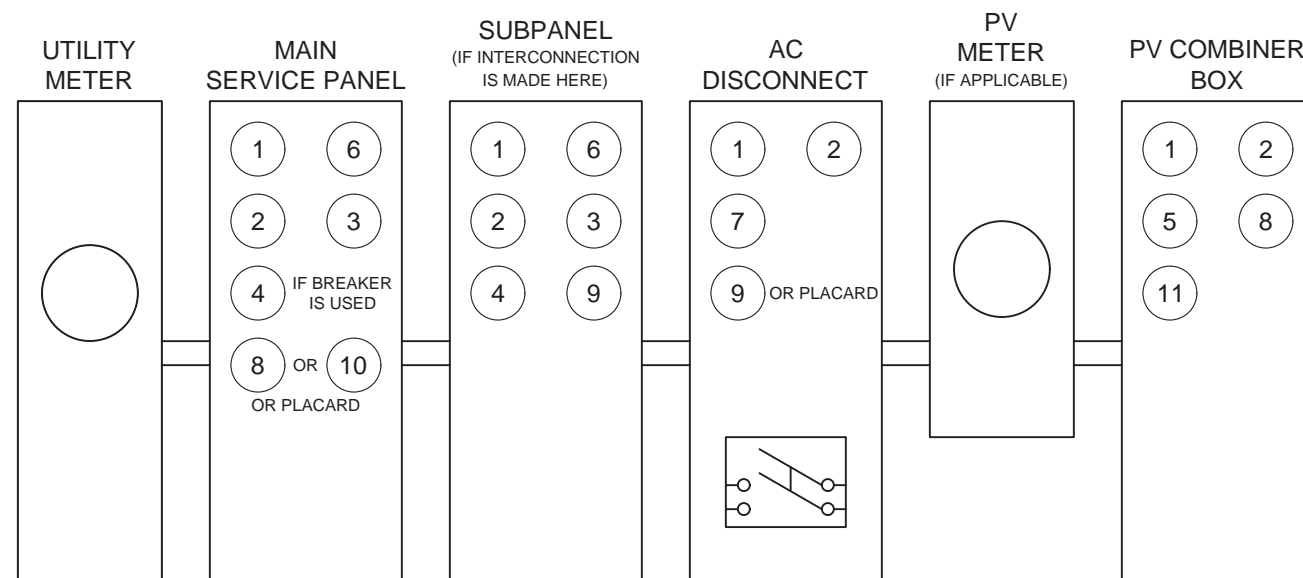 UTILITY
METER
MAIN
SERVICE PANEL
1 6
2 3
4 IF BREAKER
IS USED
8 OR 10
OR PLACARD
SUBPANEL
(IF INTERCONNECTION
IS MADE HERE)
1 6
2 3
4 9
AC
DISCONNECT
1 2
7
9 OR PLACARD
PV
METER
(IF APPLICABLE)
PV COMBINER
BOX
1 2
5 8
11